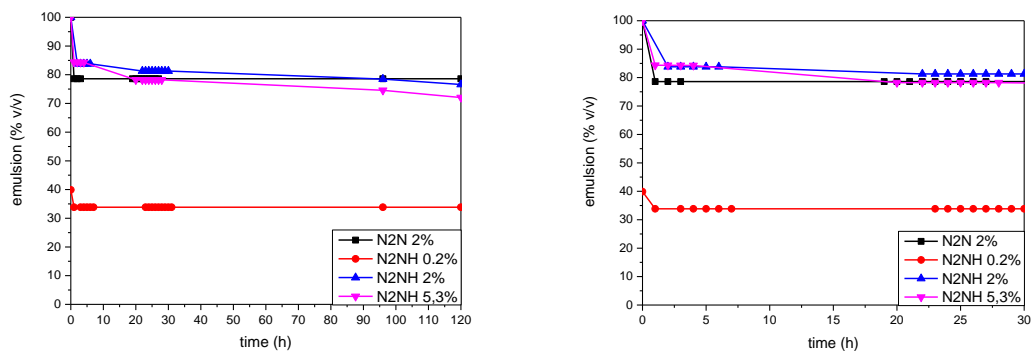 100
90
80
70
60
50
40
30
20
10
0
emulsion (% v/v)
0 10 20 30 40 50 60 70 80 90 100 110 120
time (h)
N2N 2%
N2NH 0.2%
N2NH 2%
N2NH 5,3%
100
90
80
70
60
50
40
30
20
10
0
emulsion (% v/v)
0 5 10 15 20 25 30
time (h)
N2N 2%
N2NH 0.2%
N2NH 2%
N2NH 5,3%